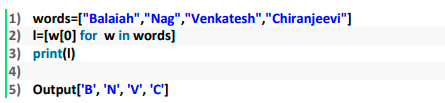 1) words=["Balaiah","Nag","Venkatesh","Chiranjeevi"]
2) l=[w[0] for w in words]
3) print(l)
4)
5) Output['B', 'N', 'V', 'C']